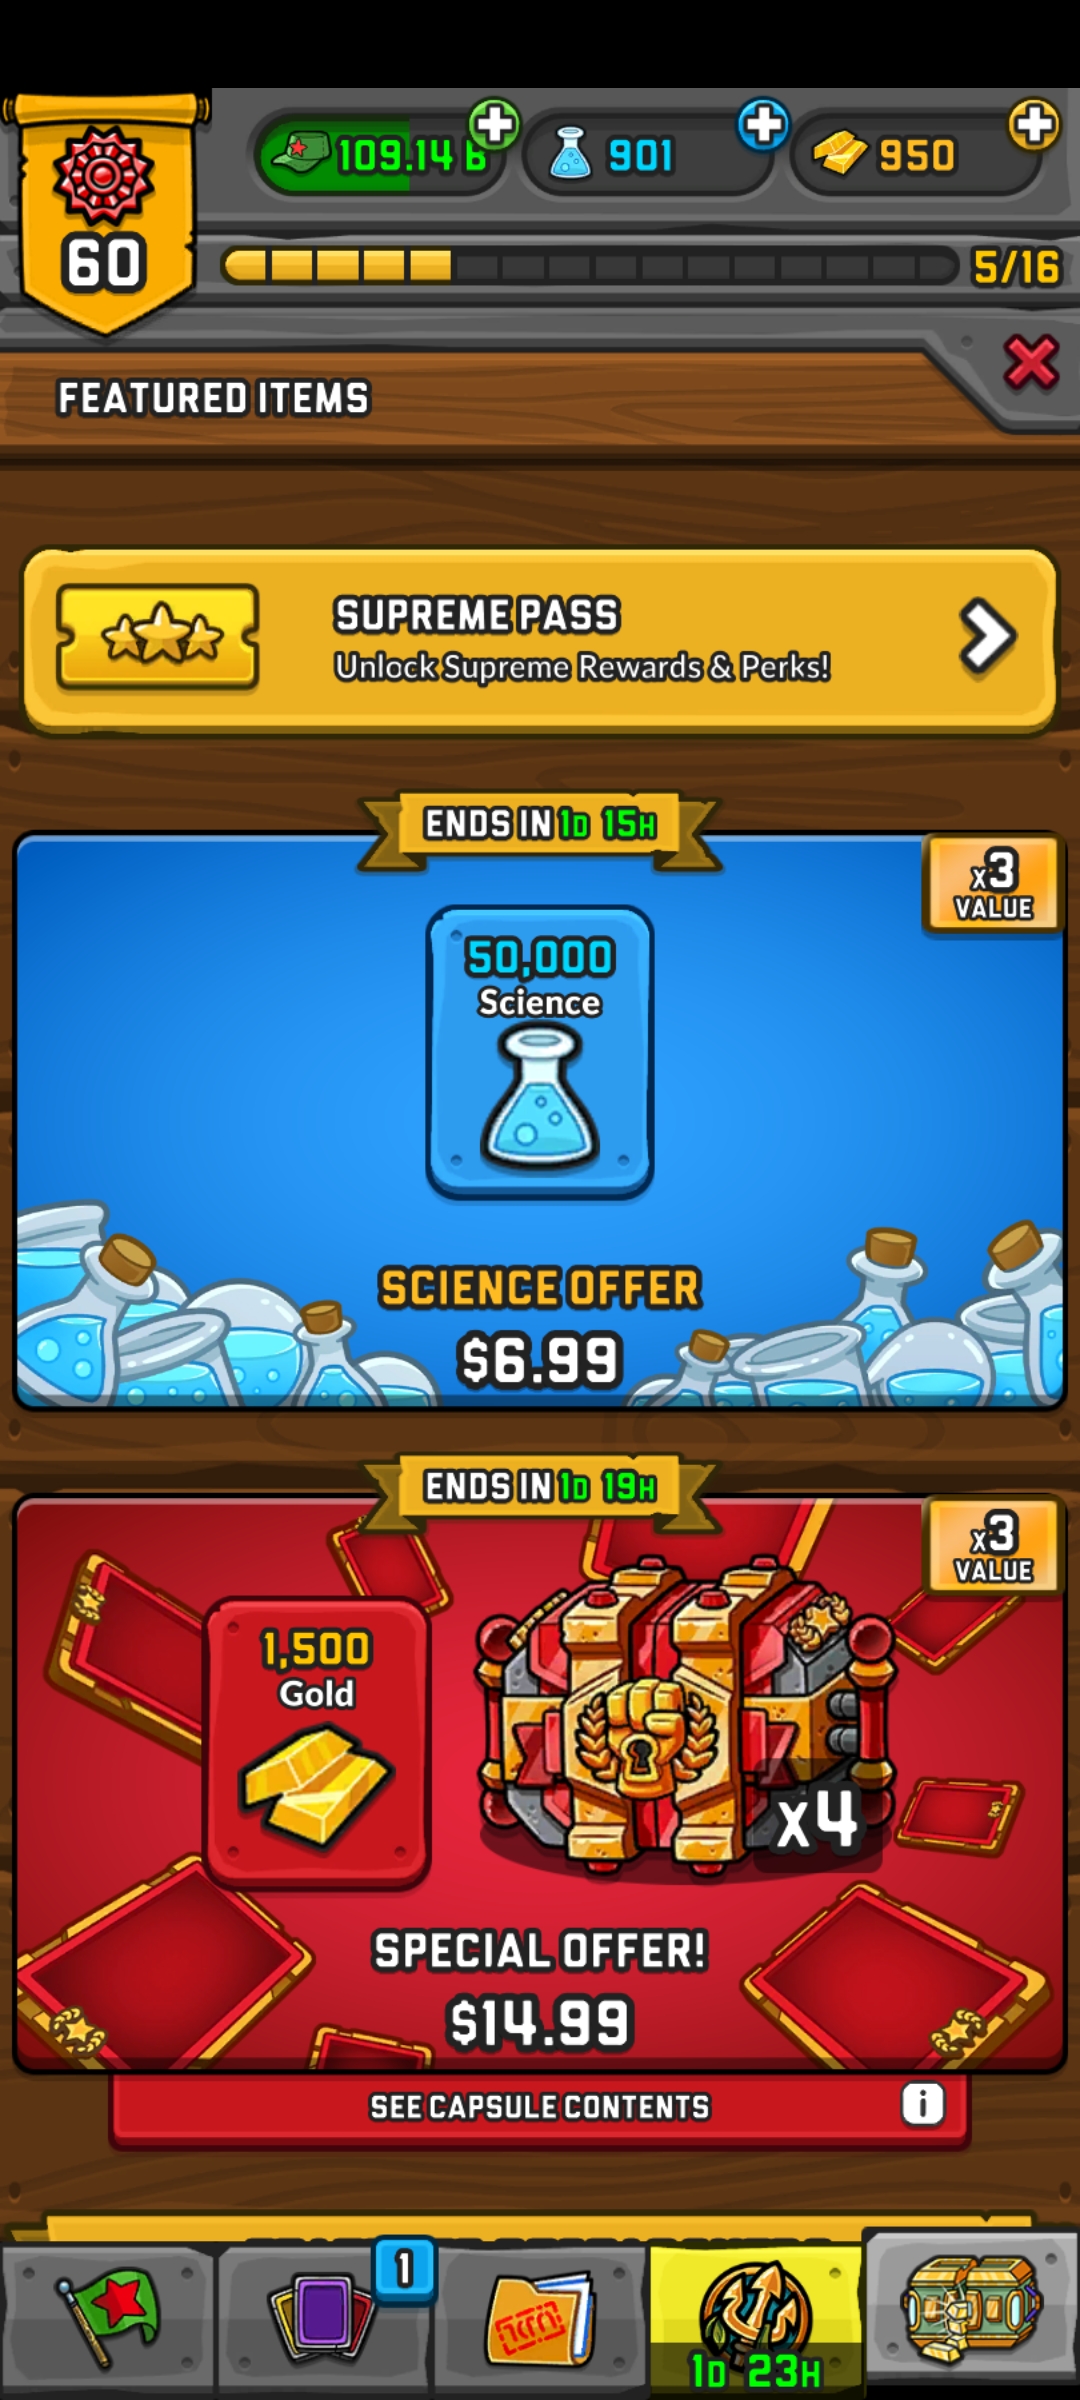 109.14 B
901
950
60
5/16
FEATURED ITEMS
SUPREME PASS
Unlock Supreme Rewards & Perks!
ENDS IN 1D 15H
x3
VALUE
50,000
Science
SCIENCE OFFER
$6.99
ENDS IN 1D 19H
x3
VALUE
1,500
Gold
x4
SPECIAL OFFER!
$14.99
SEE CAPSULE CONTENTS
i
1
1D 23H